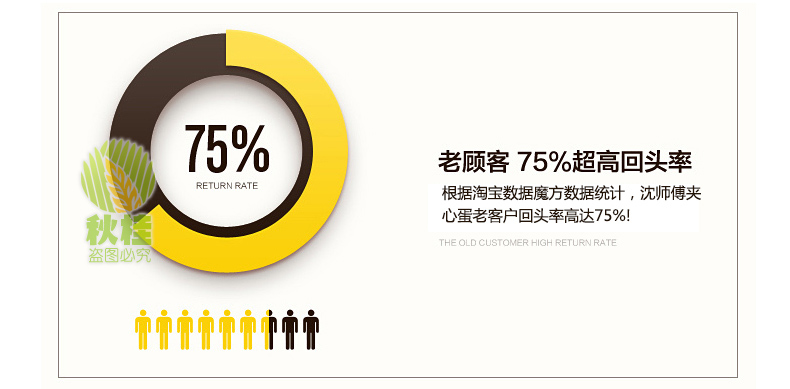 75%
RETURN RATE
秋桂
盗图必究
老顾客 75%超高回头率
根据淘宝数据魔方数据统计，沈师傅夹
心蛋老客户回头率高达75%!
THE OLD CUSTOMER HIGH RETURN RATE